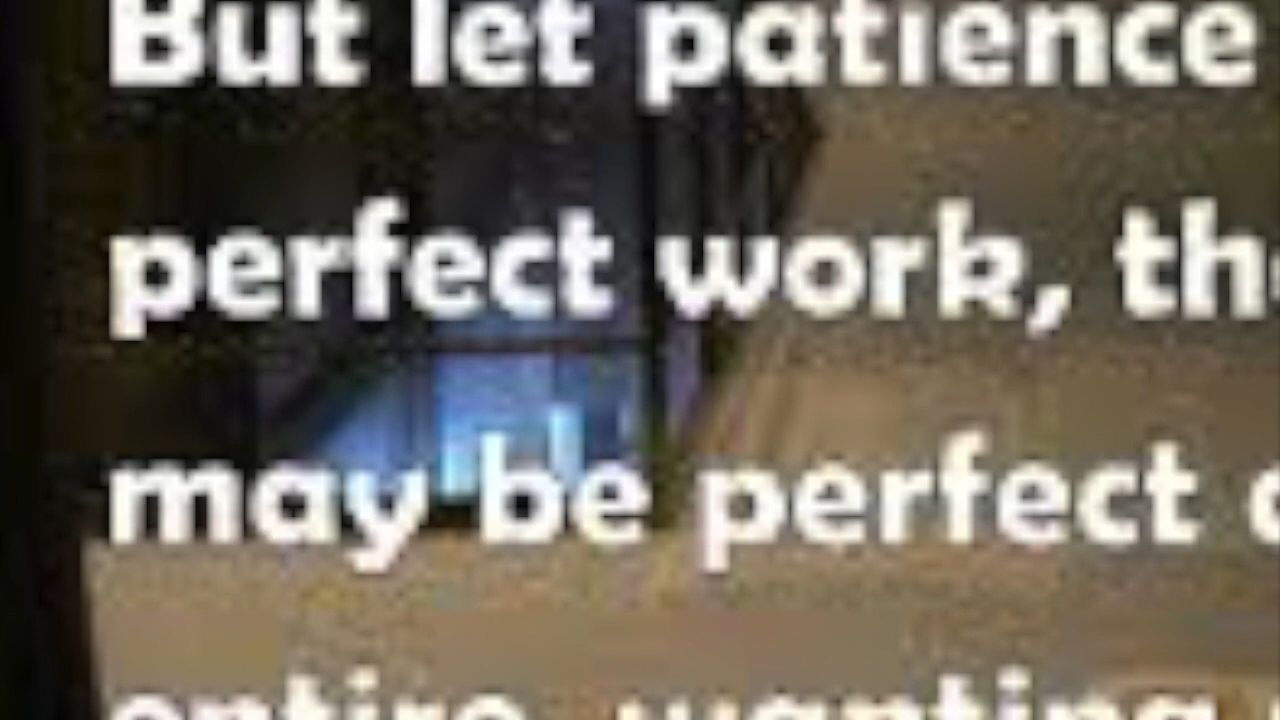 But let patience
perfect work, th
may be perfect
entire, wanting